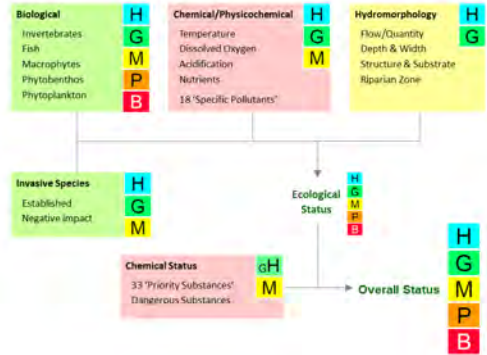 Biological
Invertebrates
Fish
Macrophytes
Phytobenthos
Phytoplankton
H
G
M
P
B
Chemical/Physicochemical
Temperature
Dissolved Oxygen
Acidification
Nutrients
18 'Specific Pollutants'
H
G
M
Hydromorphology
Flow/Quantity
Depth & Width
Structure & Substrate
Riparian Zone
H
G
Invasive Species
Established
Negative impact
H
G
M
Ecological
Status
H
G
M
P
B
Chemical Status
33 'Priority Substances'
Dangerous Substances
GH
M
Overall Status
H
G
M
P
B